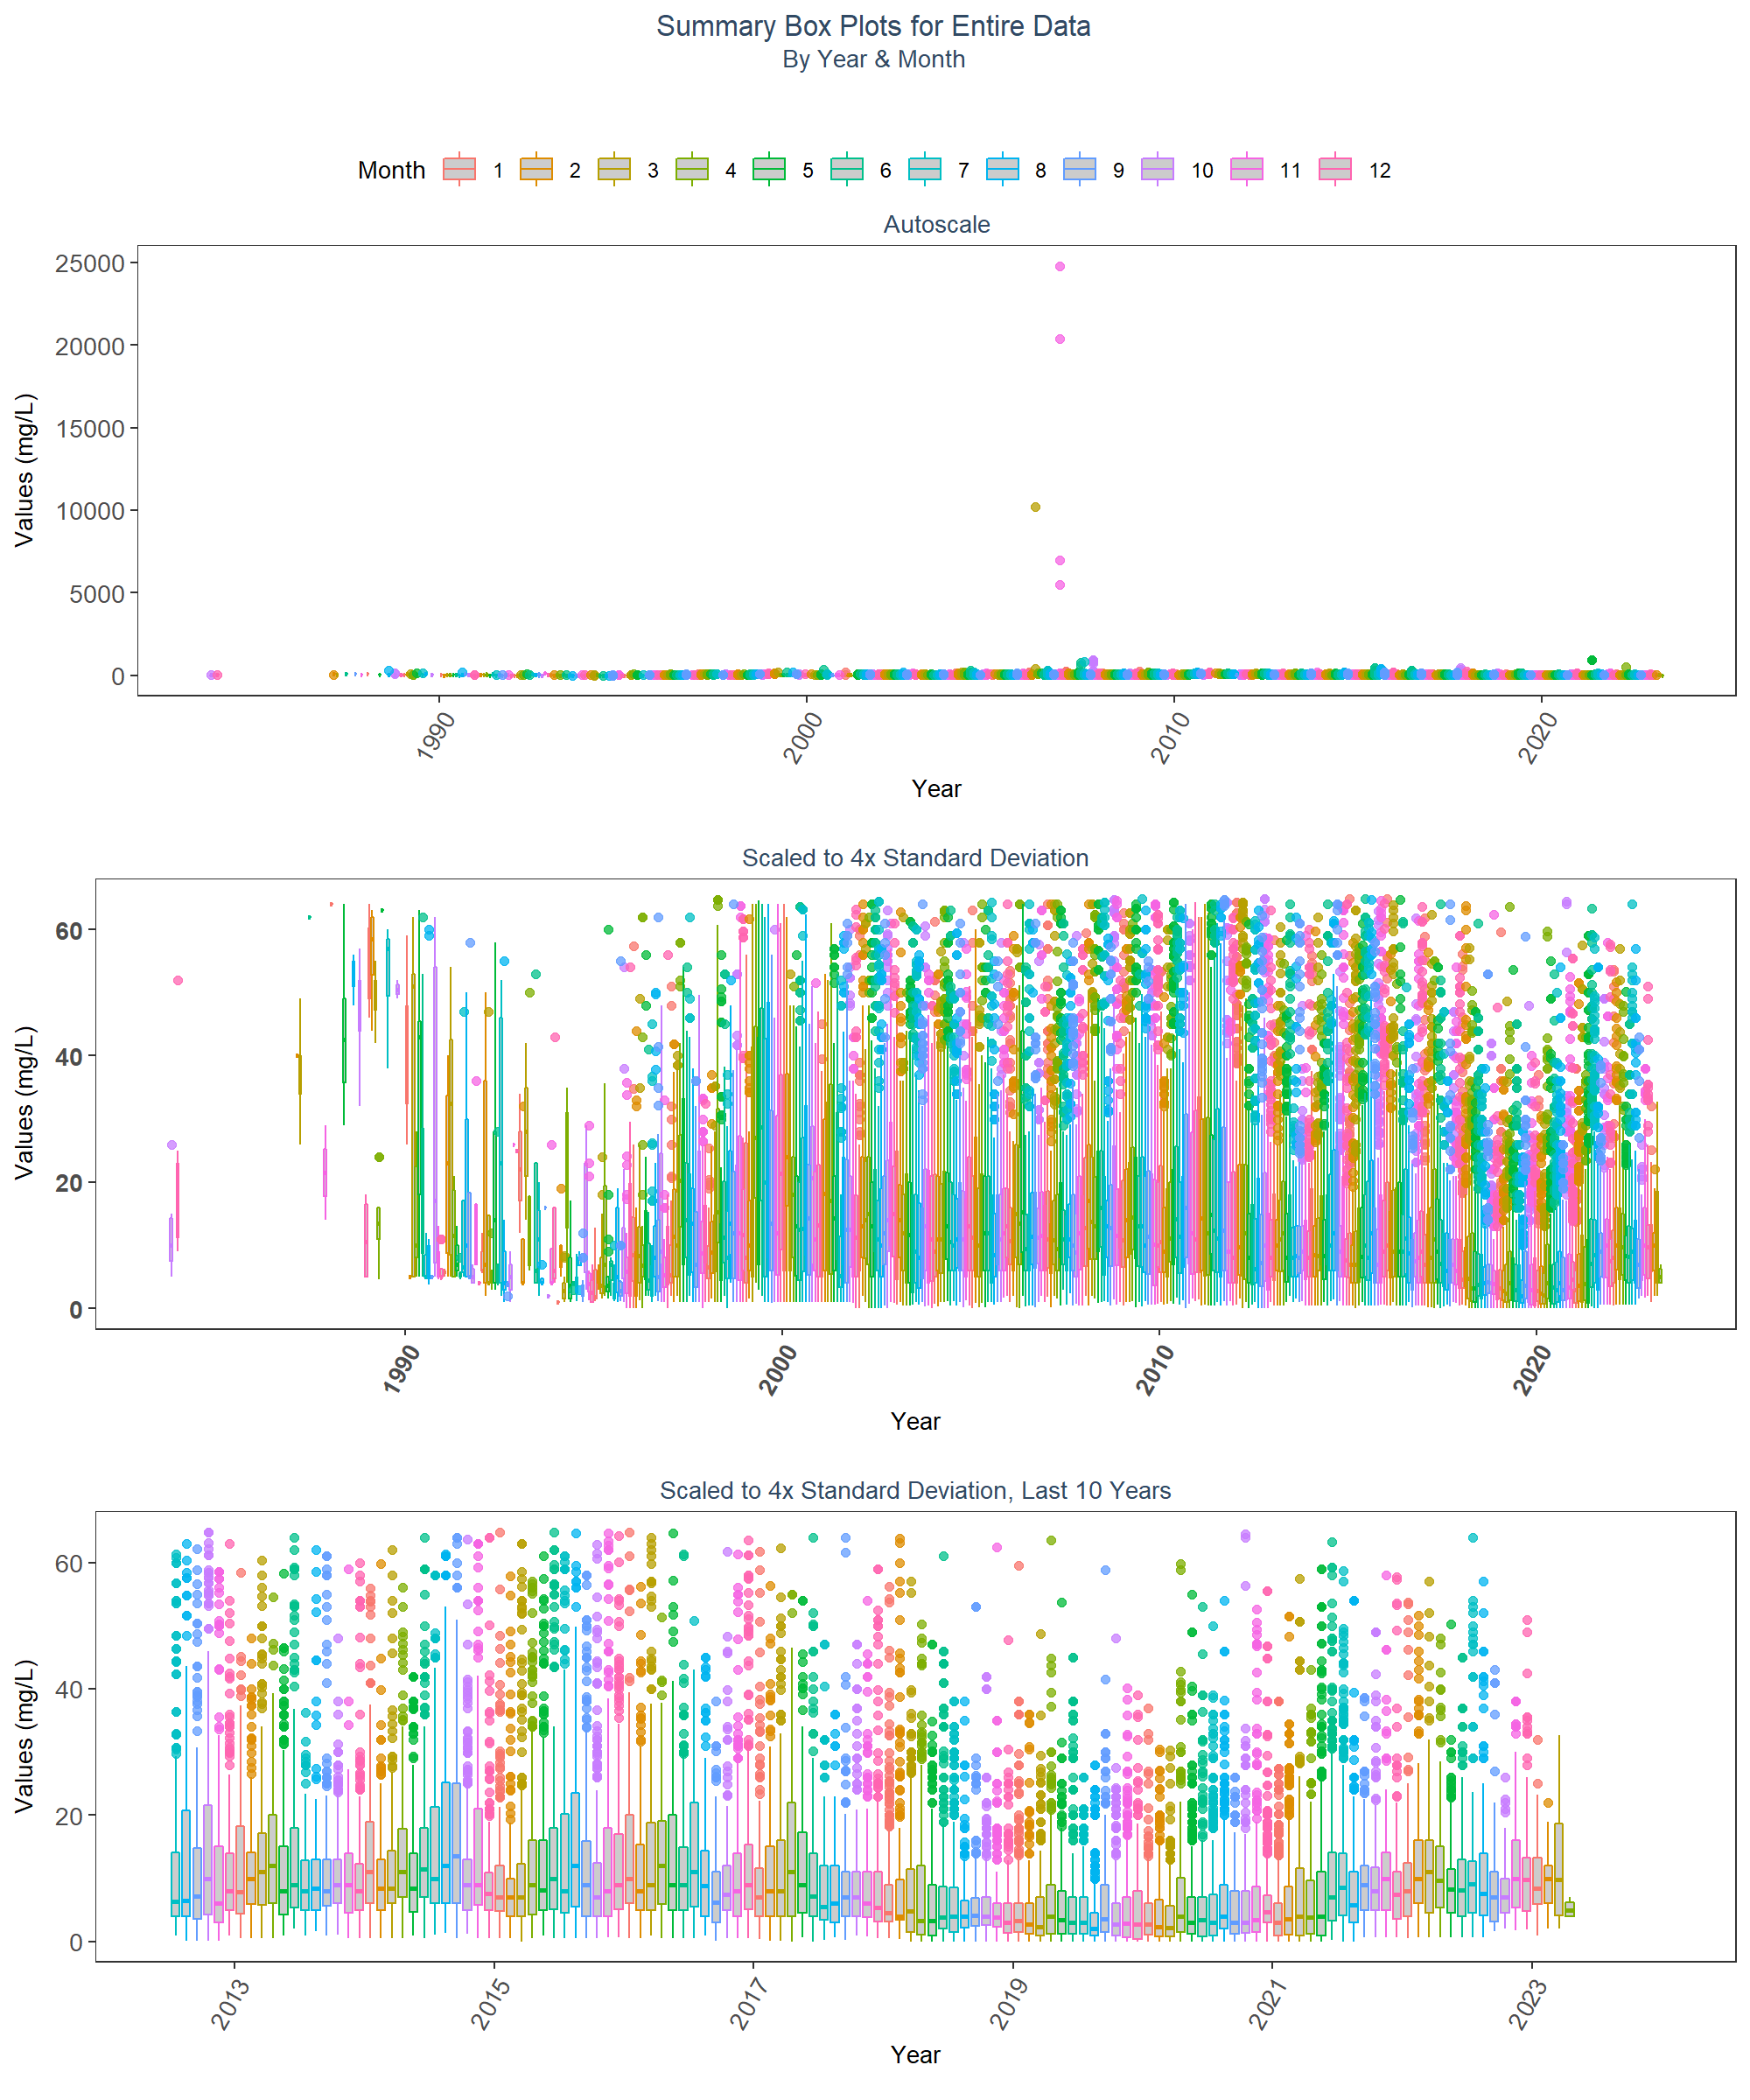 Summary Box Plots for Entire Data
By Year & Month
Month 1 2 3 4 5 6 7 8 9 10 11 12
Autoscale
Values (mg/L)
25000
20000
15000
10000
5000
0
1990 2000 2010 2020
Year
Scaled to 4x Standard Deviation
Values (mg/L)
60
40
20
0
1990 2000 2010 2020
Year
Scaled to 4x Standard Deviation, Last 10 Years
Values (mg/L)
60
40
20
0
2013 2015 2017 2019 2021 2023
Year